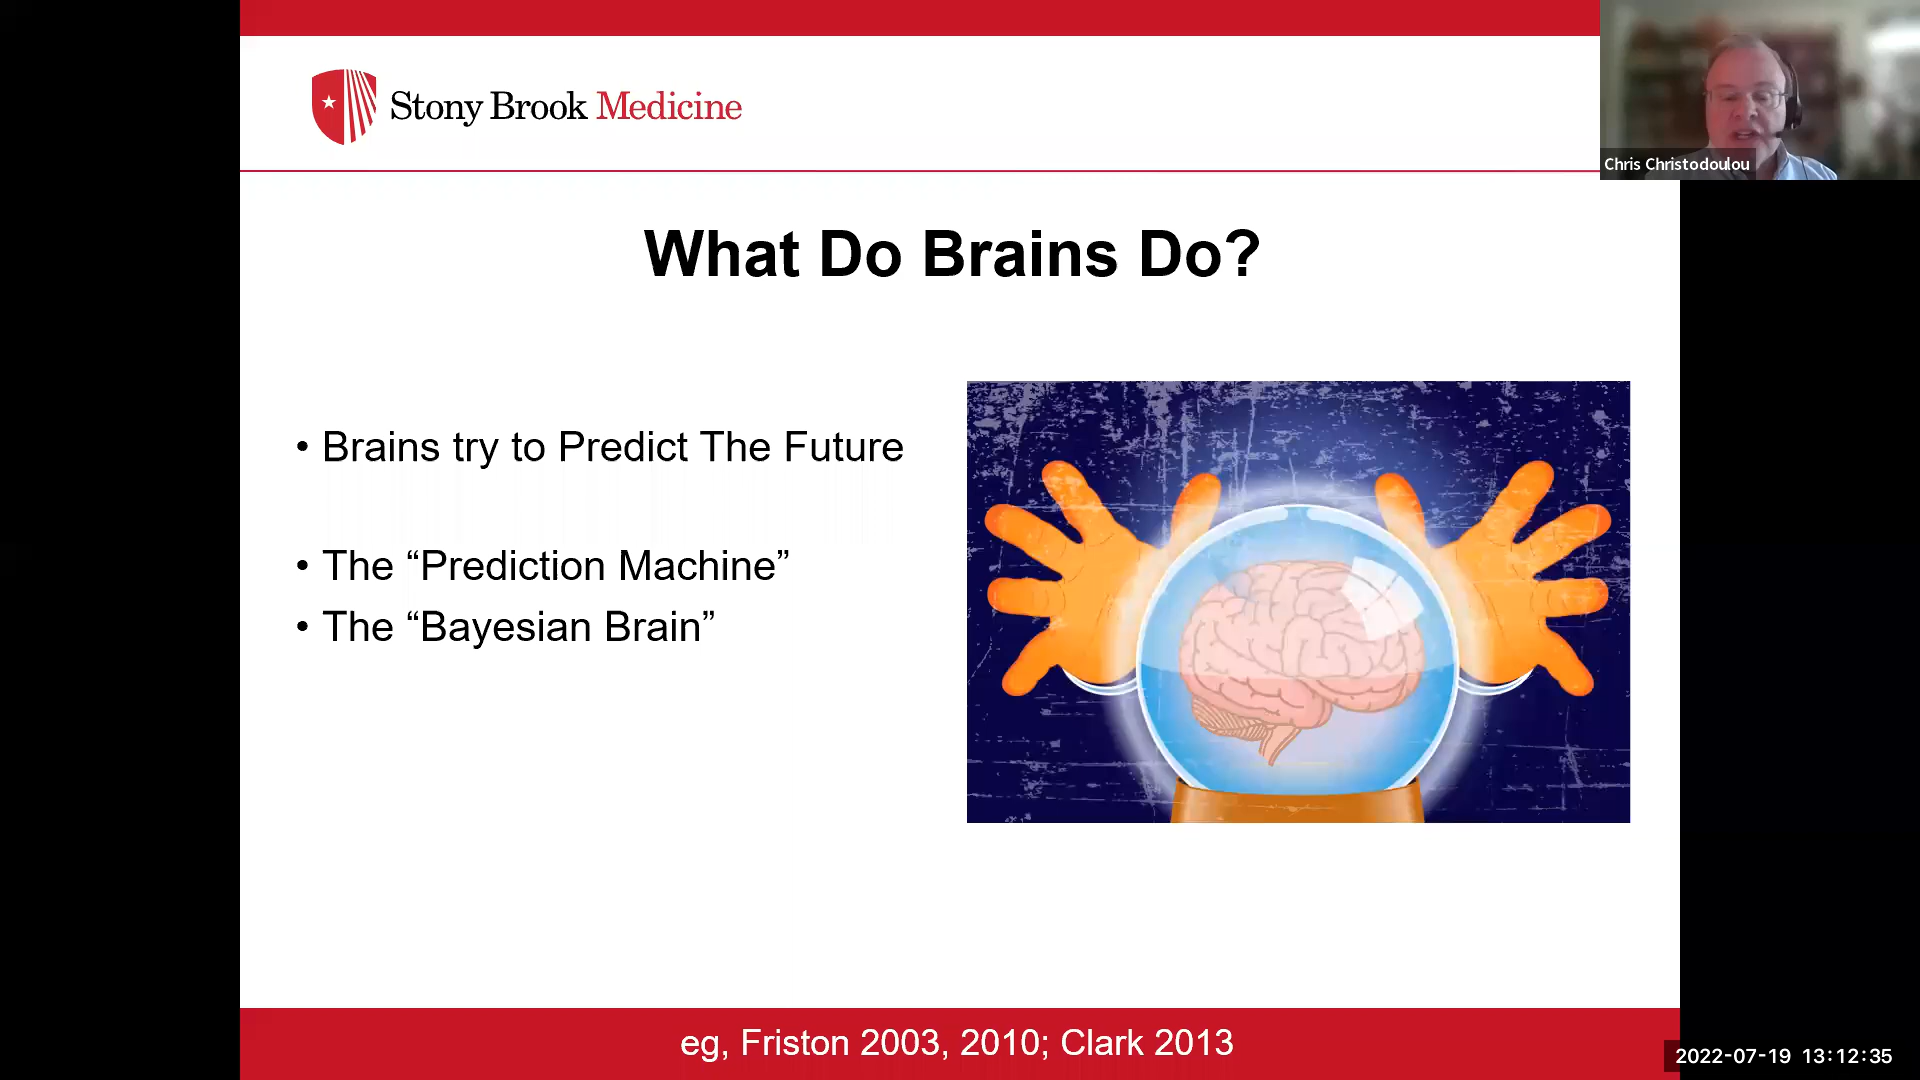 Stony Brook Medicine
Chris Christodoulou
What Do Brains Do?
• Brains try to Predict The Future
• The “Prediction Machine”
• The “Bayesian Brain”
eg, Friston 2003, 2010; Clark 2013
2022-07-19 13:12:35